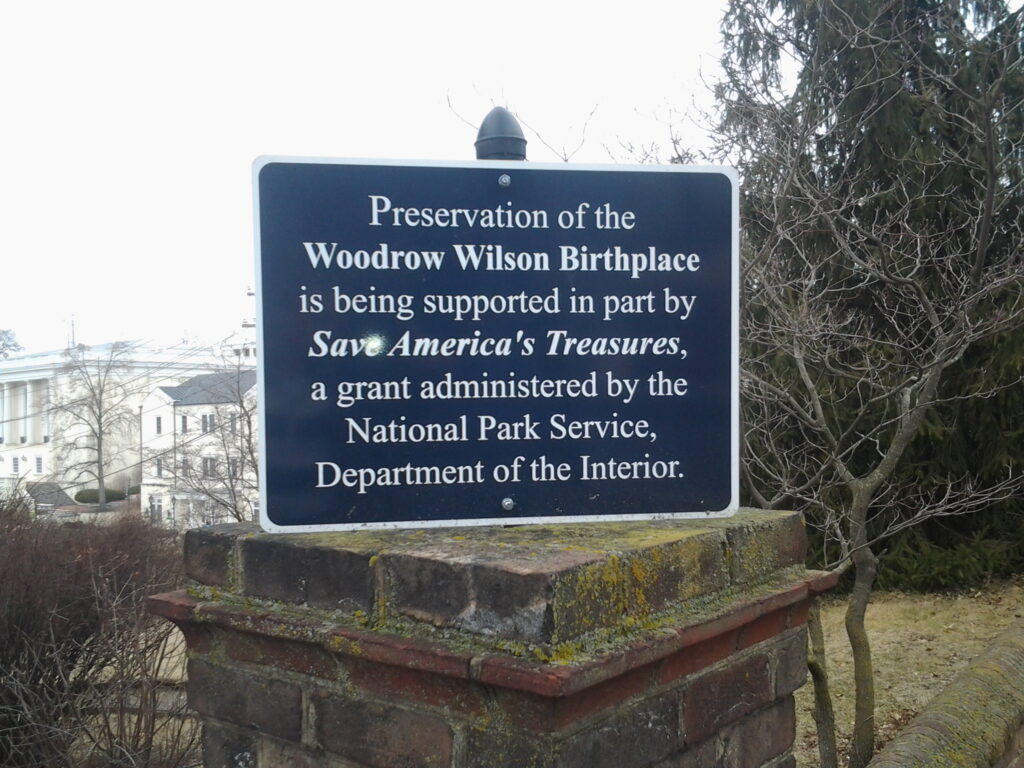 Preservation of the
Woodrow Wilson Birthplace
is being supported in part by
Save America's Treasures,
a grant administered by the
National Park Service,
Department of the Interior.